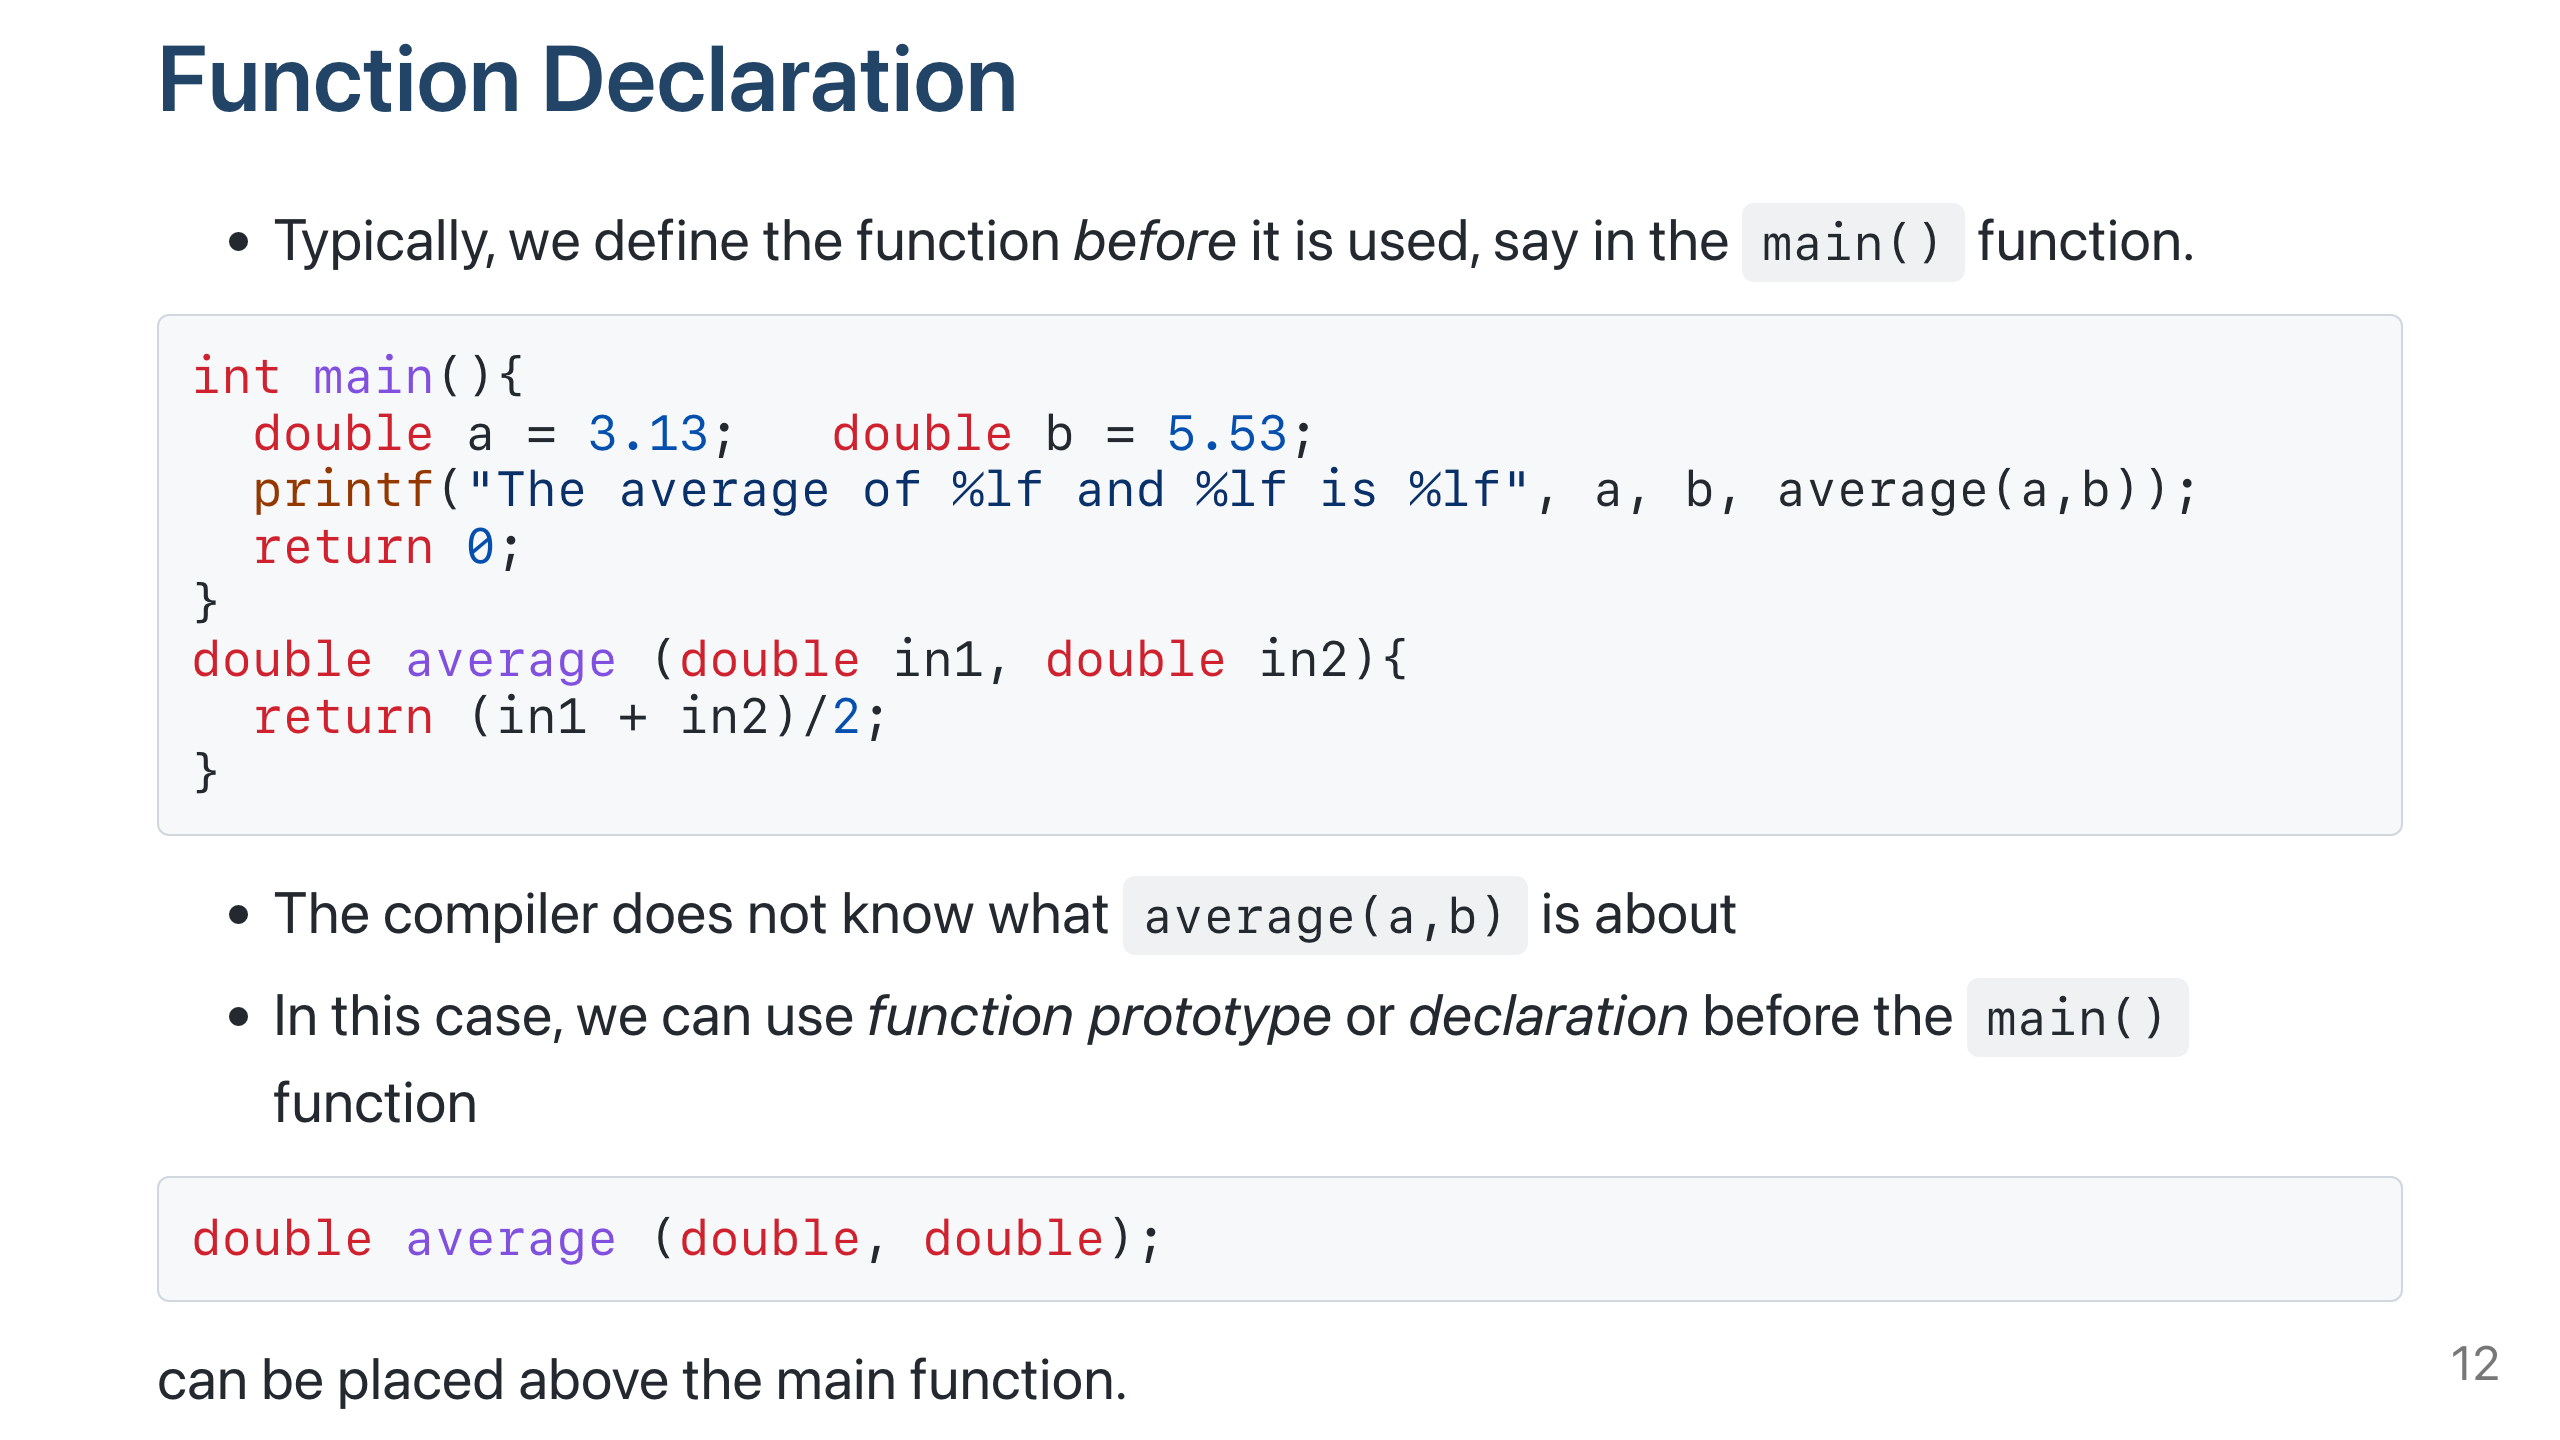 Function Declaration
• Typically, we define the function before it is used, say in the main() function.
int main(){
  double a = 3.13;   double b = 5.53;
  printf("The average of %lf and %lf is %lf", a, b, average(a,b));
  return 0;
}
double average (double in1, double in2){
  return (in1 + in2)/2;
}
• The compiler does not know what average(a,b) is about
• In this case, we can use function prototype or declaration before the main()
function
double average (double, double);
can be placed above the main function.
12